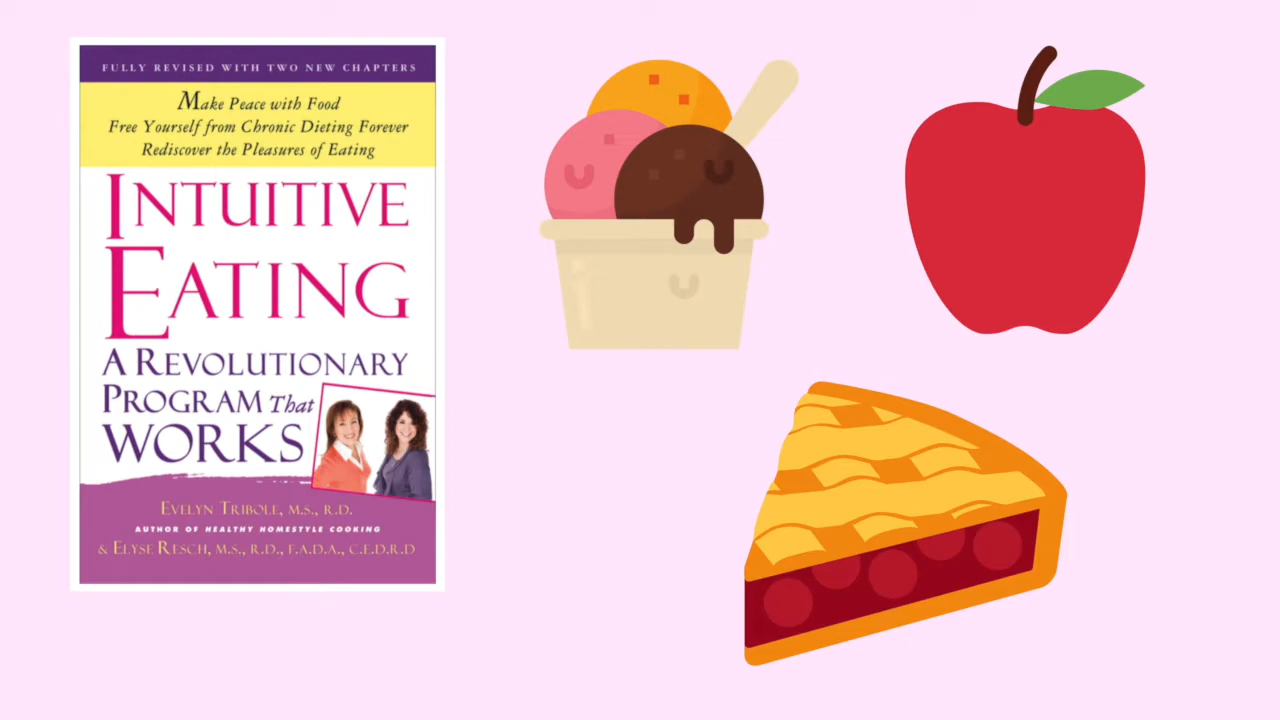 FULLY REVISED WITH TWO NEW CHAPTERS
Make Peace with Food
Free Yourself from Chronic Dieting Forever
Rediscover the Pleasures of Eating
INTUITIVE
EATING
A REVOLUTIONARY
PROGRAM That
WORKS
EVELYN TRIBOLE, M.S., R.D.
AUTHOR OF HEALTHY HOMESTYLE COOKING
& ELYSE RESCH, M.S., R.D., F.A.D.A., C.E.D.R.D